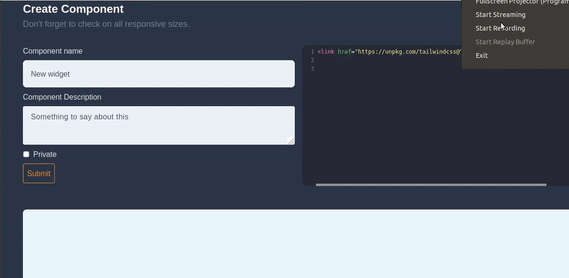 Create Component
Don't forget to check on all responsive sizes.
Component name
New widget
Component Description
Something to say about this
Private
Submit
1 <link href="https://unpkg.com/tailwindcss@
2
3
Fullscreen Projector (Program
Start Streaming
Start Recording
Start Replay Buffer
Exit